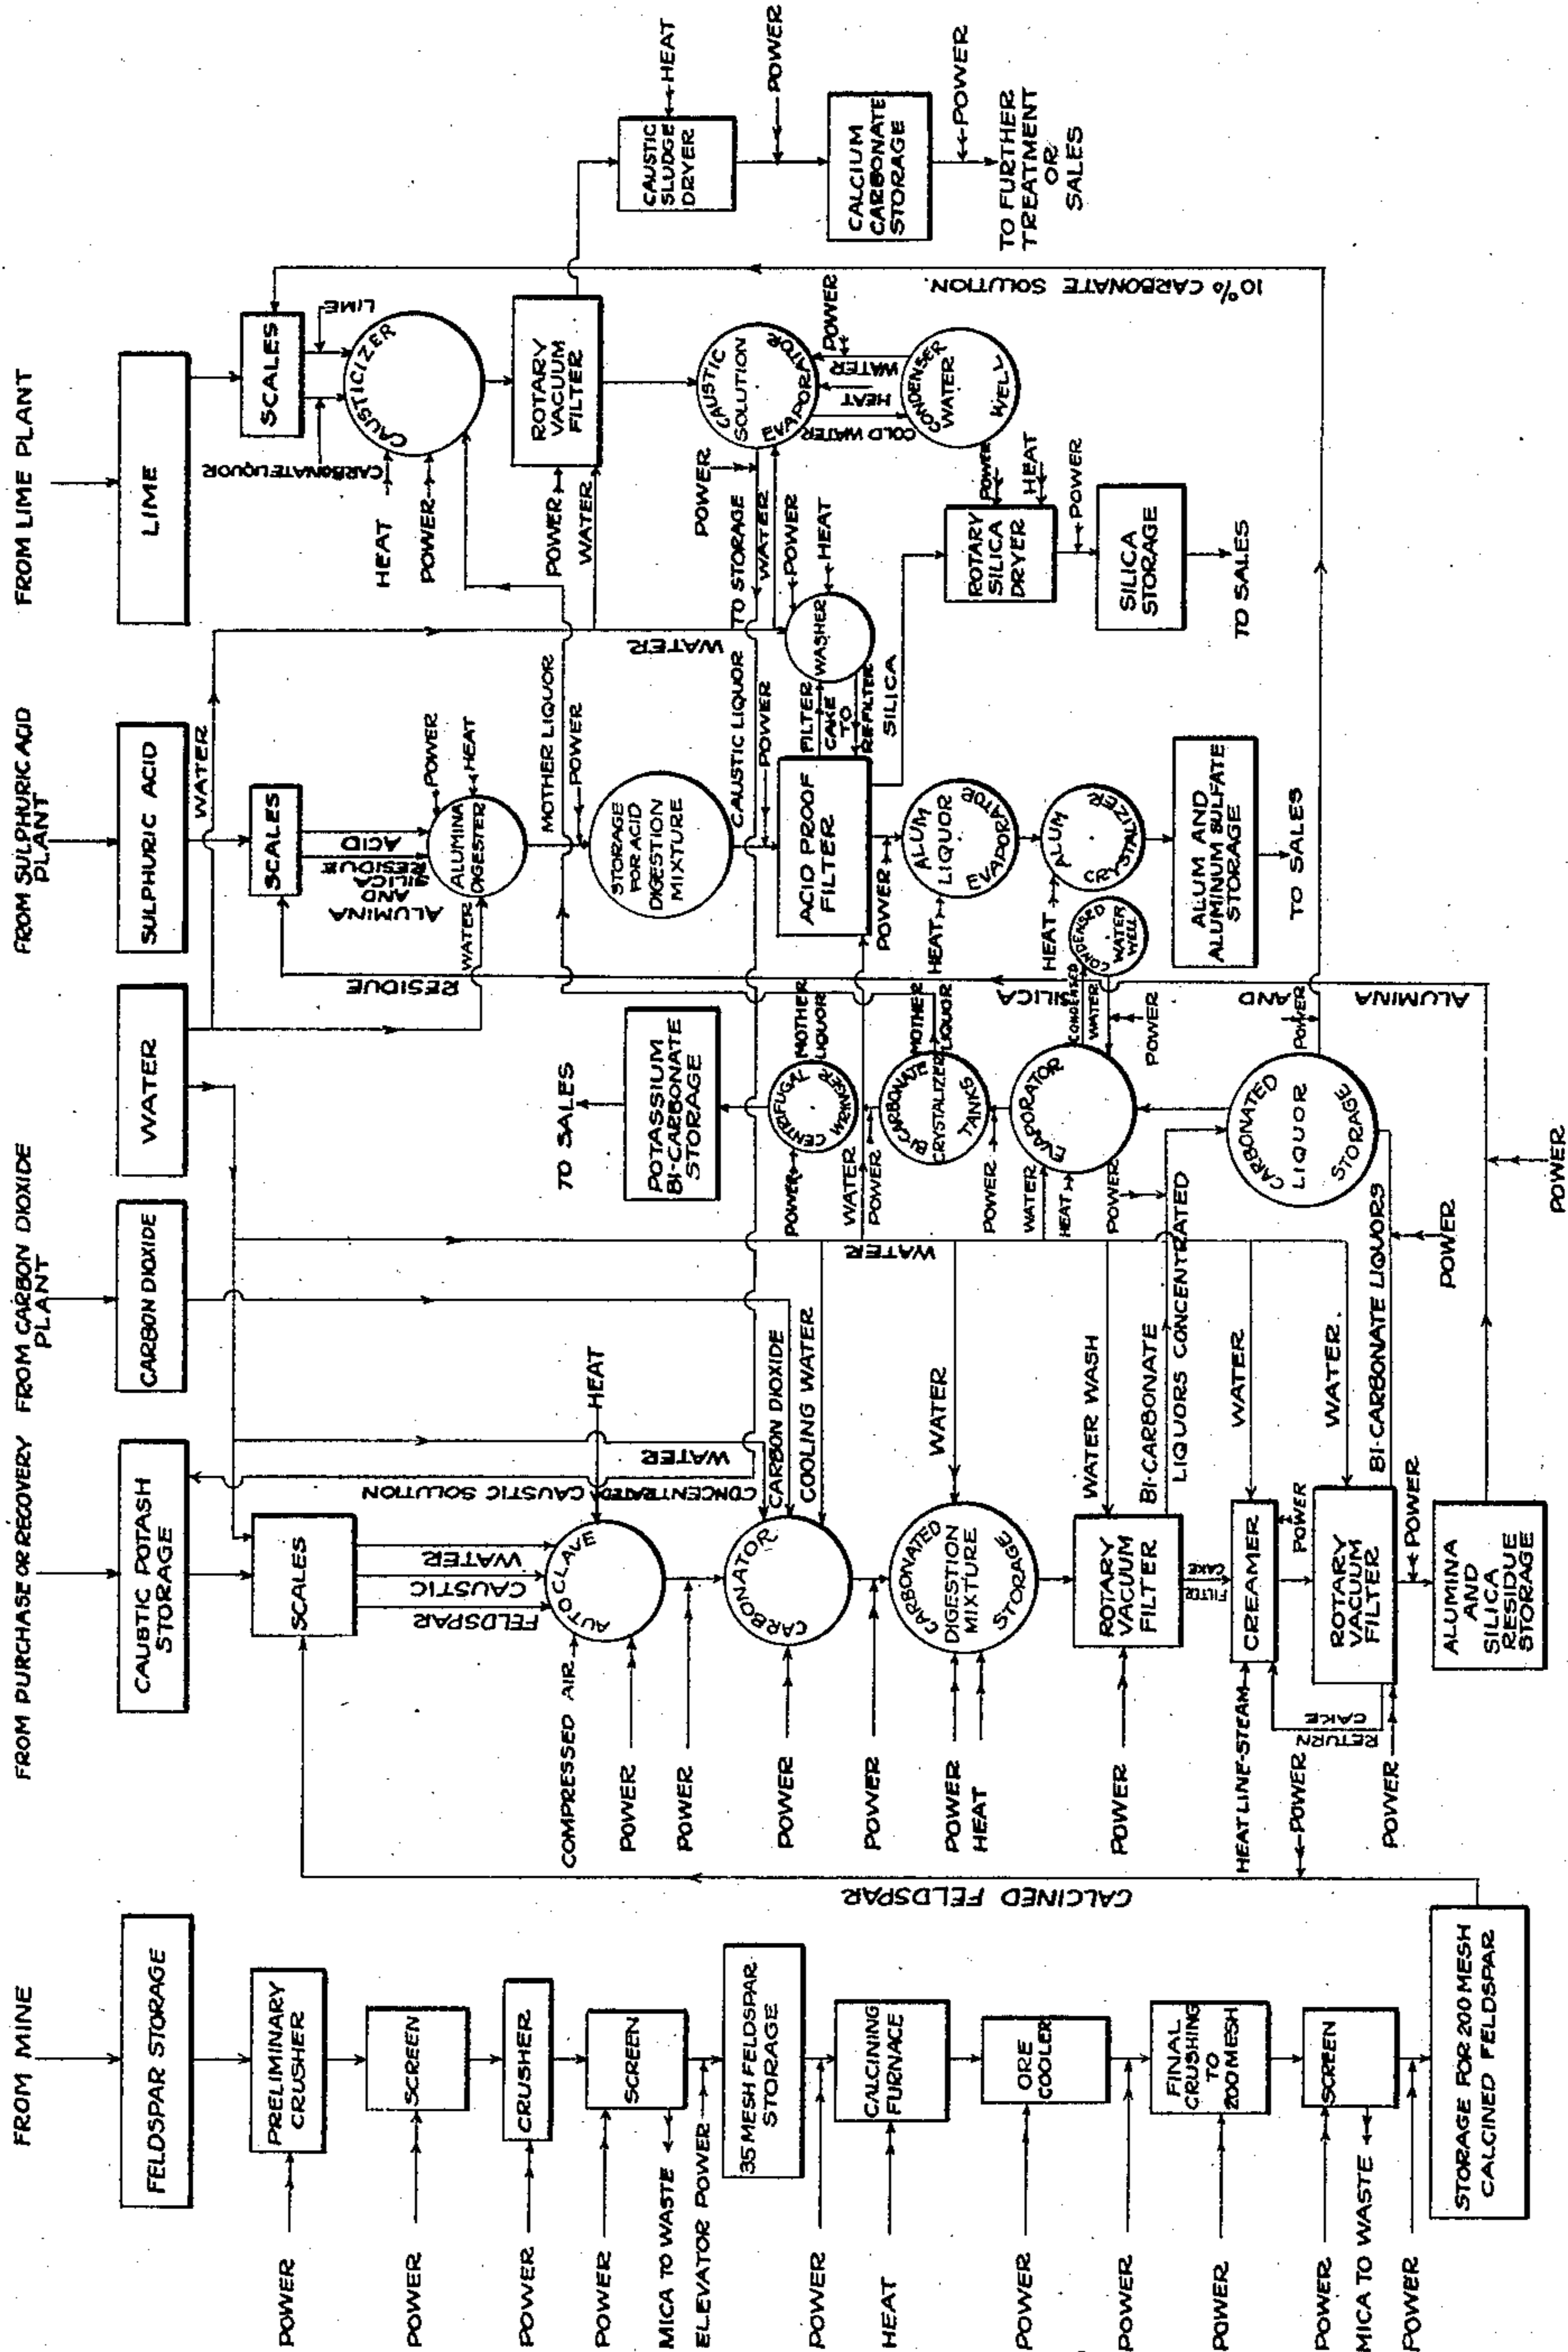 FROM MINE
FELDSPAR STORAGE
POWER
PRELIMINARY
CRUSHER
POWER
SCREEN
POWER
CRUSHER
POWER
SCREEN
MICA TO WASTE
ELEVATOR POWER
35 MESH FELDSPAR
STORAGE
POWER
HEAT
CALCINING
FURNACE
POWER
ORE
COOLER
POWER
POWER
FINAL
CRUSHING
TO
200 MESH
POWER
SCREEN
MICA TO WASTE
POWER
STORAGE FOR 200 MESH
CALCINED FELDSPAR
CALCINED FELDSPAR
POWER
FROM PURCHASE OR RECOVERY
CAUSTIC POTASH
STORAGE
SCALES
FELDSPAR
CAUSTIC
WATER
CONCENTRATED CAUSTIC SOLUTION
WATER
COMPRESSED AIR
HEAT
AUTOCLAVE
POWER
POWER
CARBON DIOXIDE
COOLING WATER
CARBONATOR
POWER
POWER
WATER
CARBONATED
DIGESTION
MIXTURE
STORAGE
POWER
HEAT
WATER WASH
ROTARY
VACUUM
FILTER
POWER
BI-CARBONATE
LIQUORS CONCENTRATED
FILTER
CAKE
WATER
CREAMER
HEAT LINE-STEAM
POWER
RETURN
CAKE
WATER.
ROTARY
VACUUM
FILTER
POWER
BI-CARBONATE LIQUORS
POWER
POWER
ALUMINA
AND
SILICA
RESIDUE
STORAGE
POWER
FROM CARBON DIOXIDE
PLANT
CARBON DIOXIDE
WATER
WATER
TO SALES
POTASSIUM
BI-CARBONATE
STORAGE
CENTRIFUGAL
WRINGER
MOTHER
LIQUOR
POWER
WATER
POWER
BI-CARBONATE
CRYSTALIZER
TANKS
MOTHER
LIQUOR
POWER
WATER
HEAT
POWER
EVAPORATOR
CONDENSED
WATER
POWER
CONDENSED
WATER
WELL
CARBONATED
LIQUOR
STORAGE
POWER
ALUMINA AND SILICA RESIDUE
FROM SULPHURIC ACID
PLANT
SULPHURIC ACID
WATER
SCALES
ACID
ALUMINA
AND
SILICA
RESIDUE
WATER
ALUMINA
DIGESTER
POWER
HEAT
MOTHER LIQUOR
POWER
STORAGE
FOR ACID
DIGESTION
MIXTURE
CAUSTIC LIQUOR
POWER
ACID PROOF
FILTER
FILTER
CAKE
TO
REFILTER
SILICA
POWER
HEAT
ALUM
LIQUOR
EVAPORATOR
HEAT
ALUM
CRYSTALIZER
ALUM AND
ALUMINUM SULFATE
STORAGE
TO SALES
WATER
WASHER
POWER
HEAT
TO STORAGE
WATER
FROM LIME PLANT
LIME
SCALES
LIME
CARBONATE LIQUOR
CAUSTICIZER
HEAT
POWER
ROTARY
VACUUM
FILTER
POWER
WATER
CAUSTIC
SOLUTION
EVAPORATOR
POWER
COLD WATER
HEAT
WATER
POWER
CONDENSER
WATER
WELL
POWER
HEAT
ROTARY
SILICA
DRYER
POWER
SILICA
STORAGE
TO SALES
10% CARBONATE SOLUTION.
CAUSTIC
SLUDGE
DRYER
HEAT
POWER
CALCIUM
CARBONATE
STORAGE
POWER
TO FURTHER
TREATMENT
OR
SALES